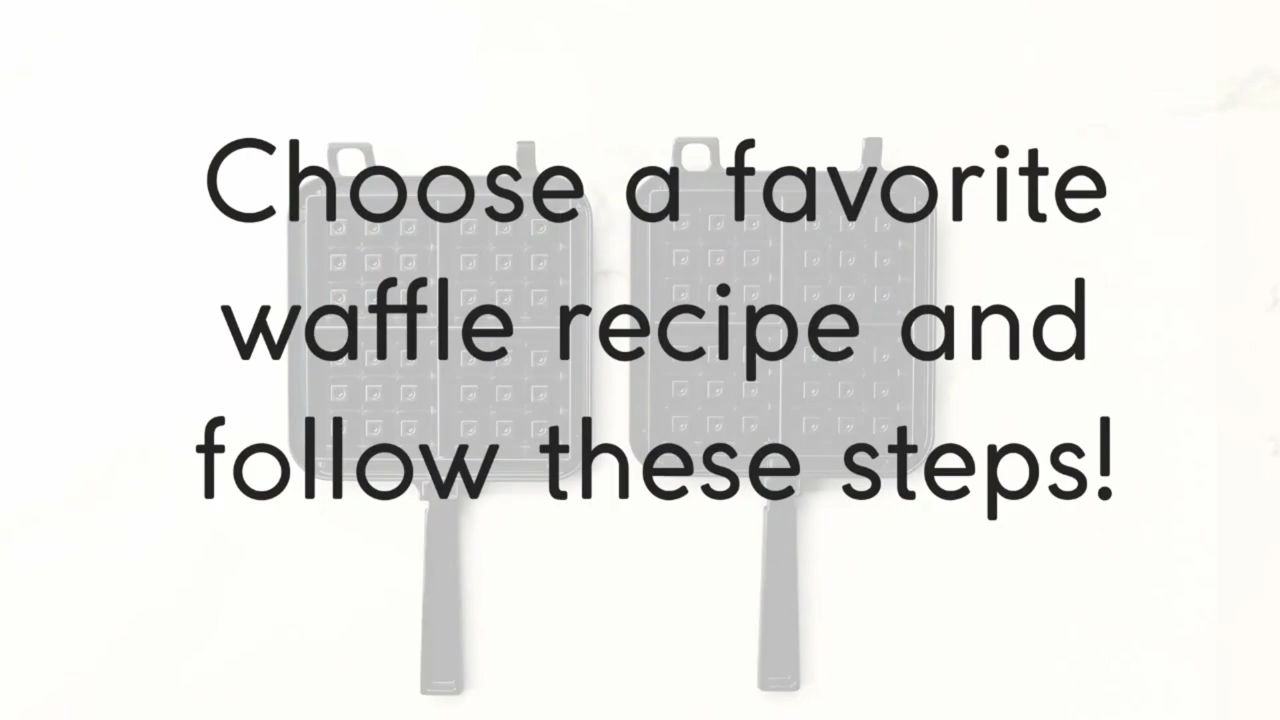 Choose a favorite
waffle recipe and
follow these steps!